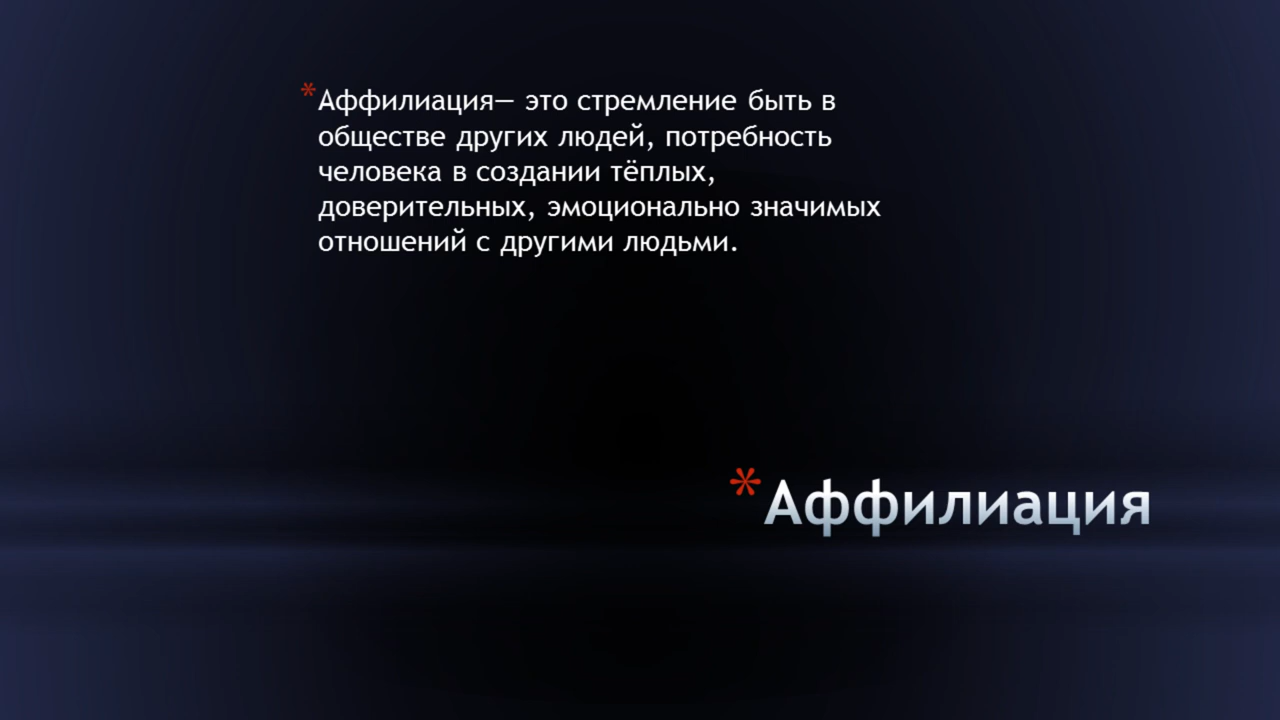 * Аффилиация— это стремление быть в
обществе других людей, потребность
человека в создании тёплых,
доверительных, эмоционально значимых
отношений с другими людьми.
* Аффилиация